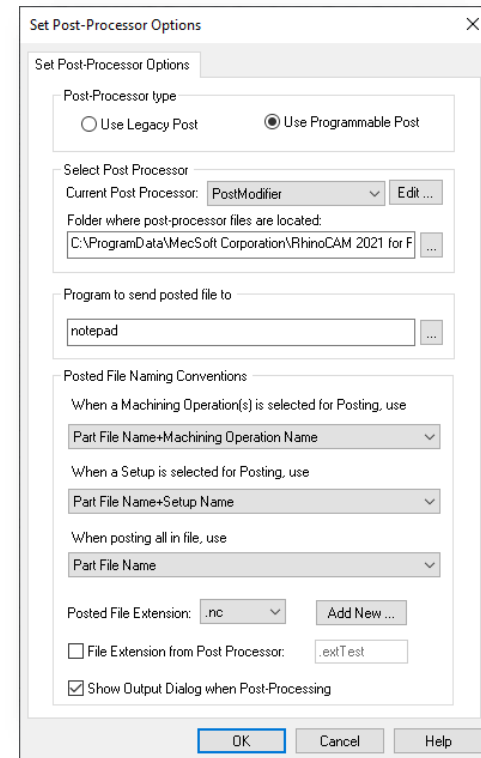 Set Post-Processor Options
Set Post-Processor Options
Post-Processor type
Use Legacy Post
Use Programmable Post
Select Post Processor
Current Post Processor: PostModifier Edit ...
Folder where post-processor files are located:
C:\ProgramData\MecSoft Corporation\RhinoCAM 2021 for F ...
Program to send posted file to
notepad ...
Posted File Naming Conventions
When a Machining Operation(s) is selected for Posting, use
Part File Name+Machining Operation Name
When a Setup is selected for Posting, use
Part File Name+Setup Name
When posting all in file, use
Part File Name
Posted File Extension: .nc Add New ...
File Extension from Post Processor: .extTest
Show Output Dialog when Post-Processing
OK Cancel Help